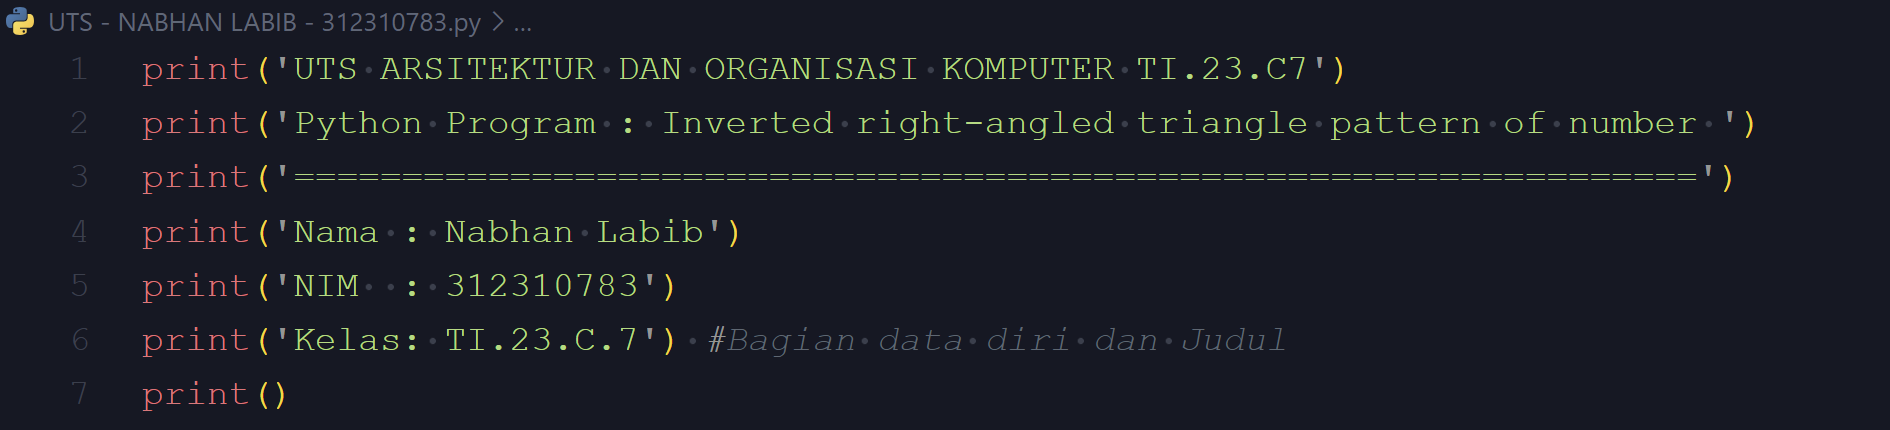 UTS - NABHAN LABIB - 312310783.py > ...
1 print('UTS ARSITEKTUR DAN ORGANISASI KOMPUTER TI.23.C7')
2 print('Python Program : Inverted right-angled triangle pattern of number ')
3 print('=================================================================')
4 print('Nama : Nabhan Labib')
5 print('NIM  : 312310783')
6 print('Kelas: TI.23.C.7') #Bagian data diri dan Judul
7 print()